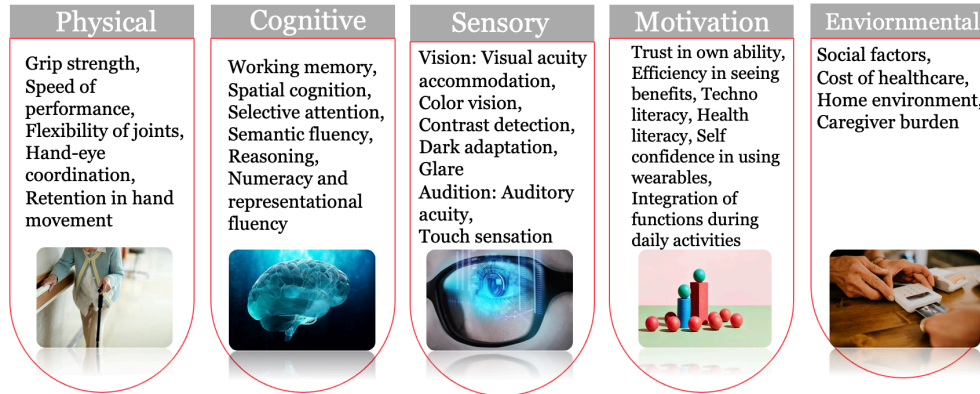 Physical
Grip strength,
Speed of
performance,
Flexibility of joints,
Hand-eye
coordination,
Retention in hand
movement
Cognitive
Working memory,
Spatial cognition,
Selective attention,
Semantic fluency,
Reasoning,
Numeracy and
representational
fluency
Sensory
Vision: Visual acuity
accommodation,
Color vision,
Contrast detection,
Dark adaptation,
Glare
Audition: Auditory
acuity,
Touch sensation
Motivation
Trust in own ability,
Efficiency in seeing
benefits, Techno
literacy, Health
literacy, Self
confidence in using
wearables,
Integration of
functions during
daily activities
Enviornmental
Social factors,
Cost of healthcare,
Home environment,
Caregiver burden